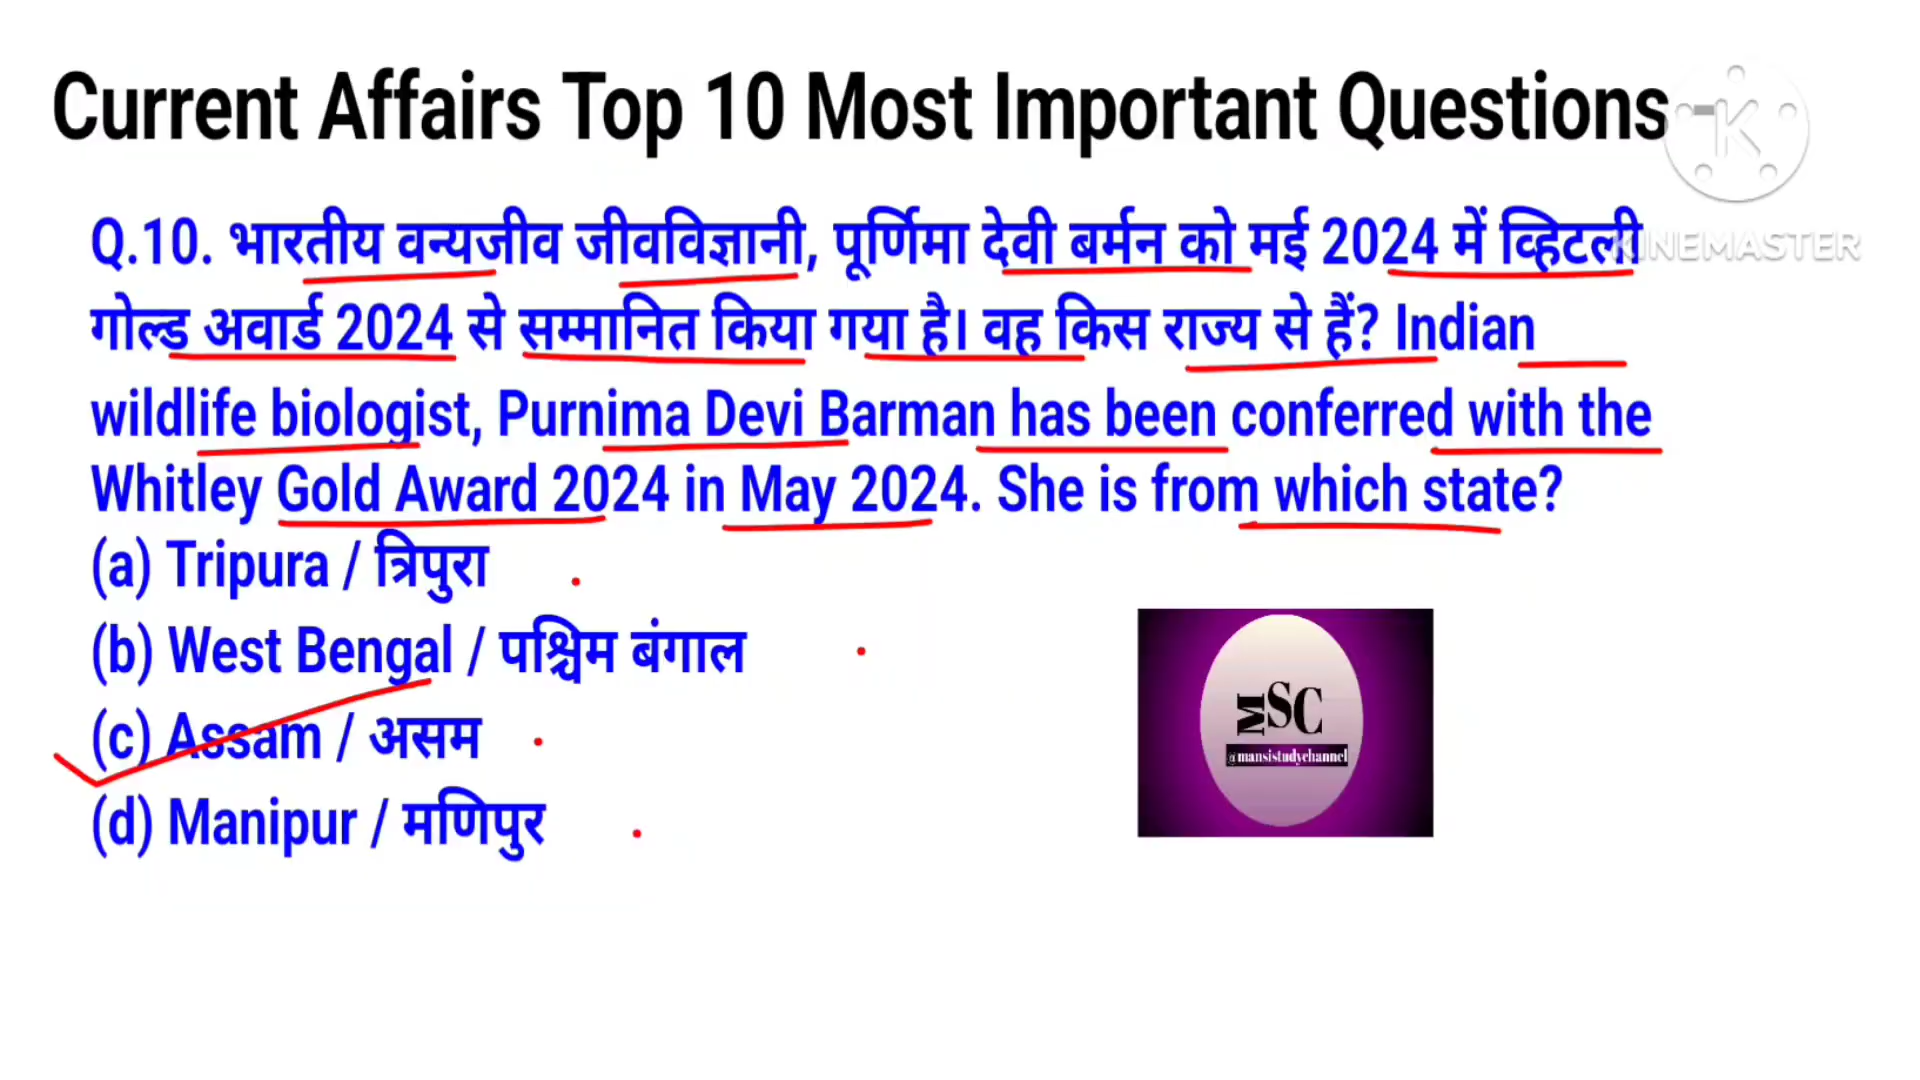 Current Affairs Top 10 Most Important Questions-
Q.10. भारतीय वन्यजीव जीवविज्ञानी, पूर्णिमा देवी बर्मन को मई 2024 में व्हिटली
गोल्ड अवार्ड 2024 से सम्मानित किया गया है। वह किस राज्य से हैं? Indian
wildlife biologist, Purnima Devi Barman has been conferred with the
Whitley Gold Award 2024 in May 2024. She is from which state?
(a) Tripura / त्रिपुरा
(b) West Bengal / पश्चिम बंगाल
(c) Assam / असम
(d) Manipur / मणिपुर
K
KINEMASTER
MSC
@mansistudychannel